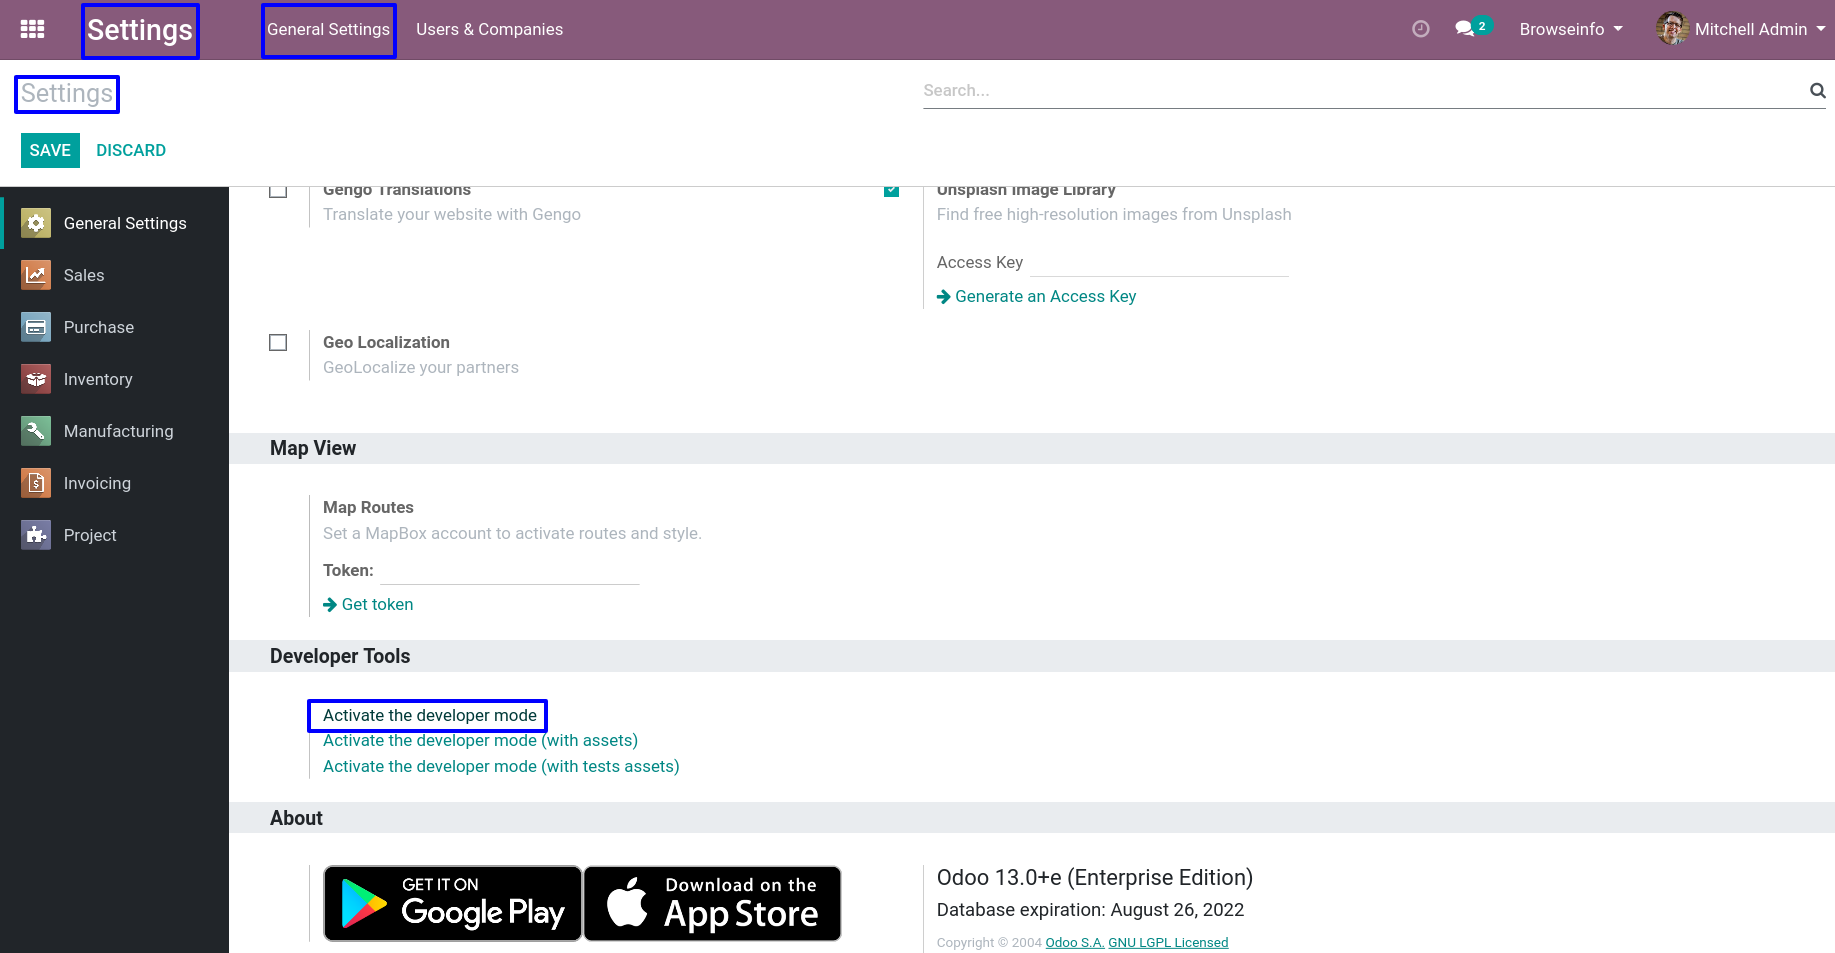 Settings General Settings Users & Companies 2 Browseinfo Mitchell Admin
Settings
Search...
SAVE DISCARD
General Settings
Sales
Purchase
Inventory
Manufacturing
Invoicing
Project
Gengo Translations
Translate your website with Gengo
Unsplash Image Library
Find free high-resolution images from Unsplash
Access Key
Generate an Access Key
Geo Localization
GeoLocalize your partners
Map View
Map Routes
Set a MapBox account to activate routes and style.
Token:
Get token
Developer Tools
Activate the developer mode
Activate the developer mode (with assets)
Activate the developer mode (with tests assets)
About
GET IT ON
Google Play
Download on the
App Store
Odoo 13.0+e (Enterprise Edition)
Database expiration: August 26, 2022
Copyright © 2004 Odoo S.A. GNU LGPL Licensed